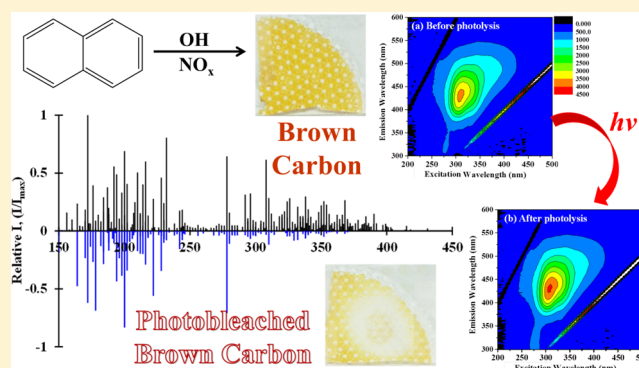 OH
NOx
Brown
Carbon
(a) Before photolysis
Emission Wavelength (nm)
600
550
500
450
400
350
300
200 250 300 350 400 450 500
Excitation Wavelength (nm)
0.000
500.0
1000
1500
2000
2500
3000
3500
4000
4500
hν
Relative I, (I/Imax)
1
0.5
0
-0.5
-1
150 200 250 300 350 400 450
Photobleached
Brown Carbon
(b) After photolysis
Emission Wavelength (nm)
600
550
500
450
400
350
300
200 250 300 350 400 450 500
Excitation Wavelength (nm)